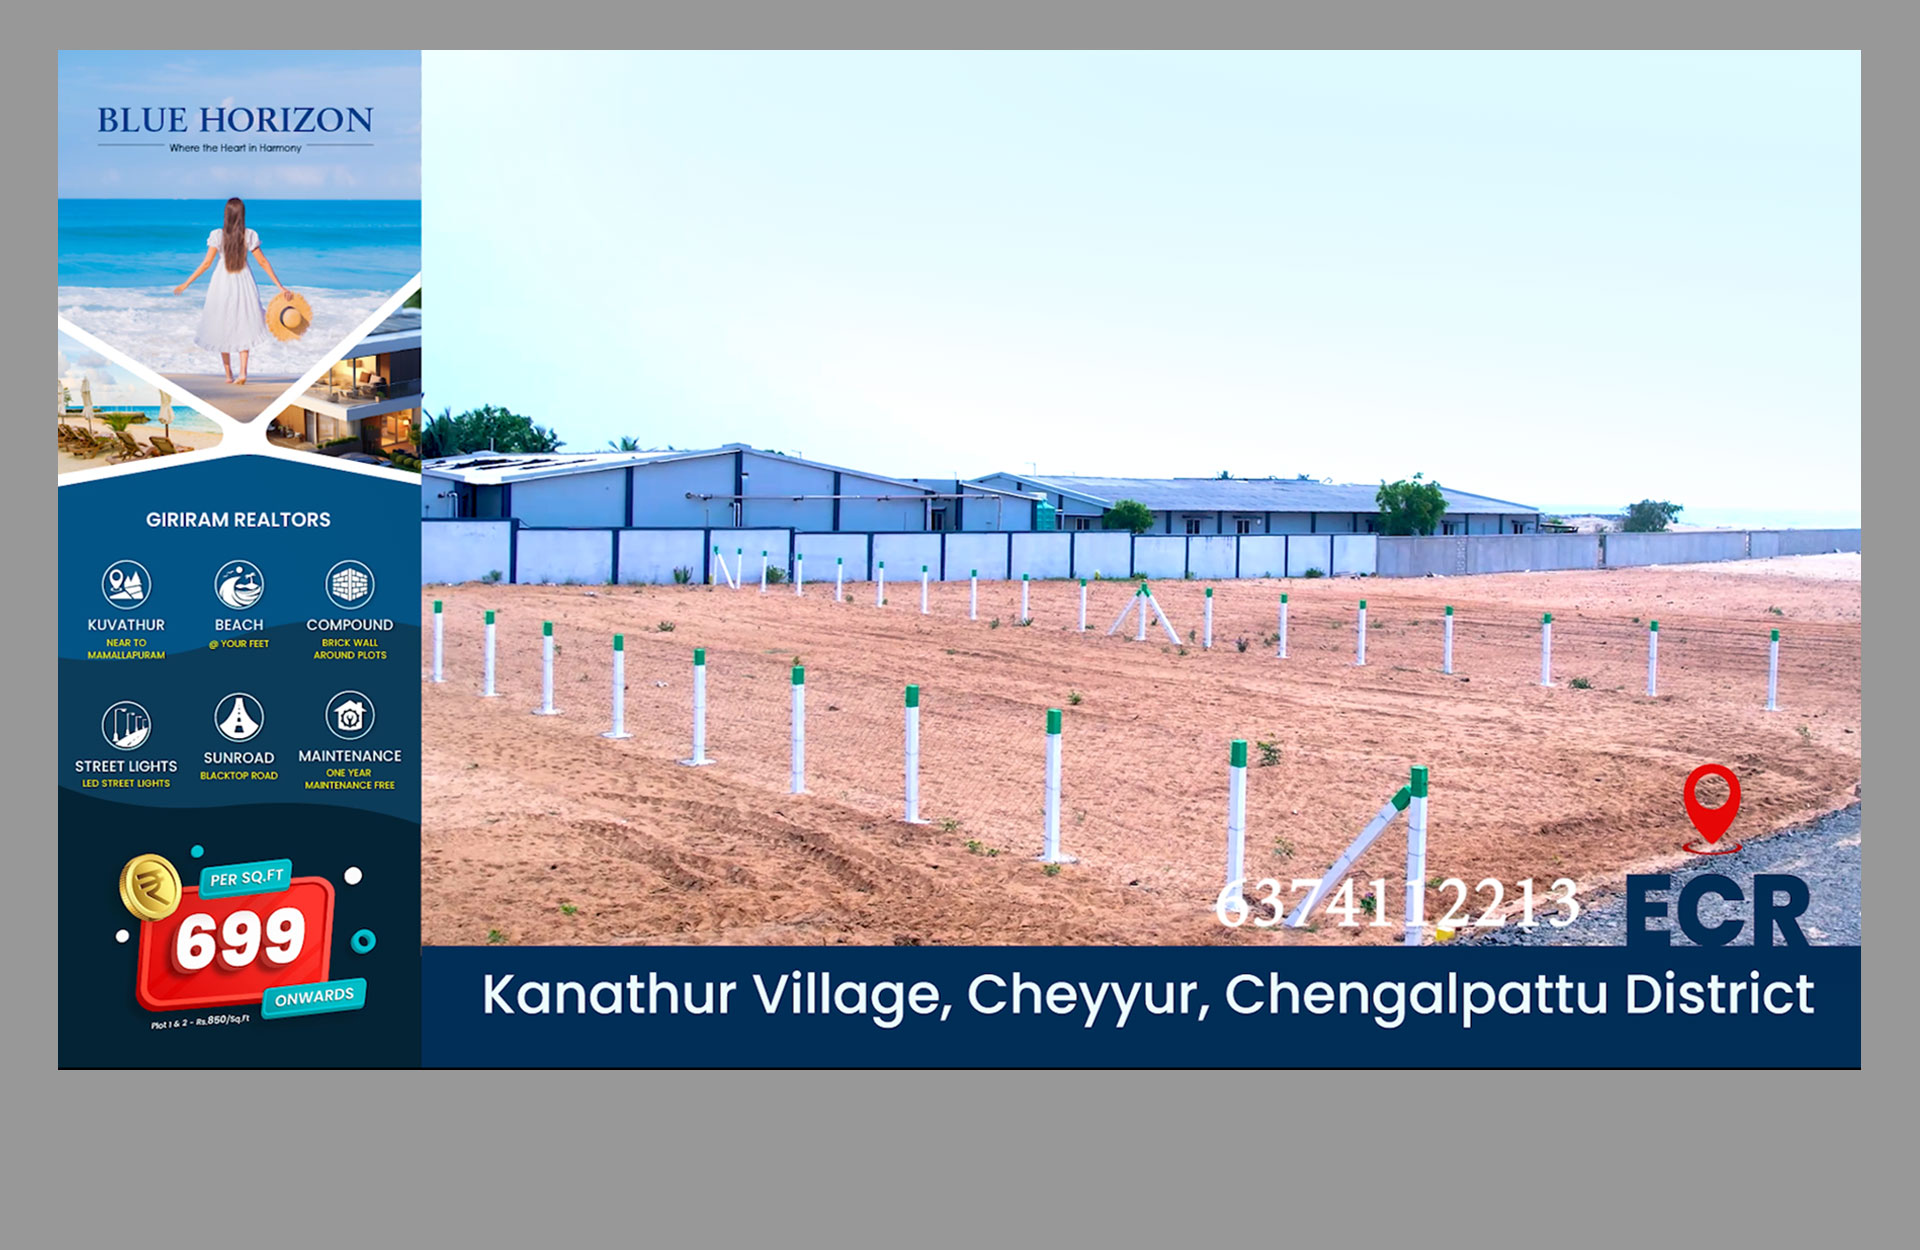 BLUE HORIZON
Where the Heart in Harmony
GIRIRAM REALTORS
KUVATHUR
NEAR TO
MAMALLAPURAM
BEACH
@ YOUR FEET
COMPOUND
BRICK WALL
AROUND PLOTS
STREET LIGHTS
LED STREET LIGHTS
SUNROAD
BLACKTOP ROAD
MAINTENANCE
ONE YEAR
MAINTENANCE FREE
PER SQ.FT
699
ONWARDS
Plot 1 & 2 - Rs.850/Sq.Ft
6374112213
ECR
Kanathur Village, Cheyyur, Chengalpattu District